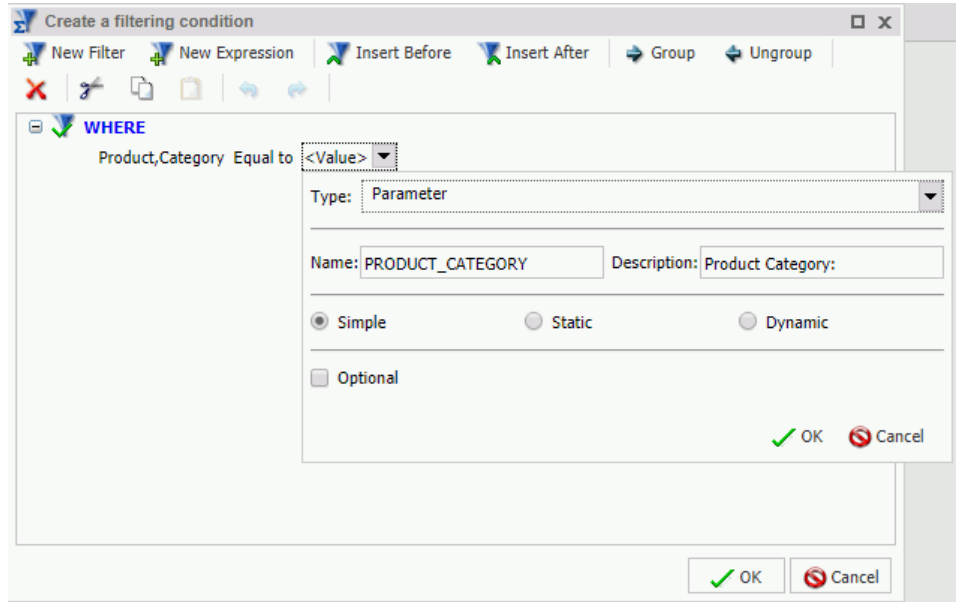 Create a filtering condition
New Filter New Expression Insert Before Insert After Group Ungroup
WHERE
Product,Category Equal to <Value>
Type: Parameter
Name: PRODUCT_CATEGORY Description: Product Category:
Simple Static Dynamic
Optional
OK Cancel
OK Cancel